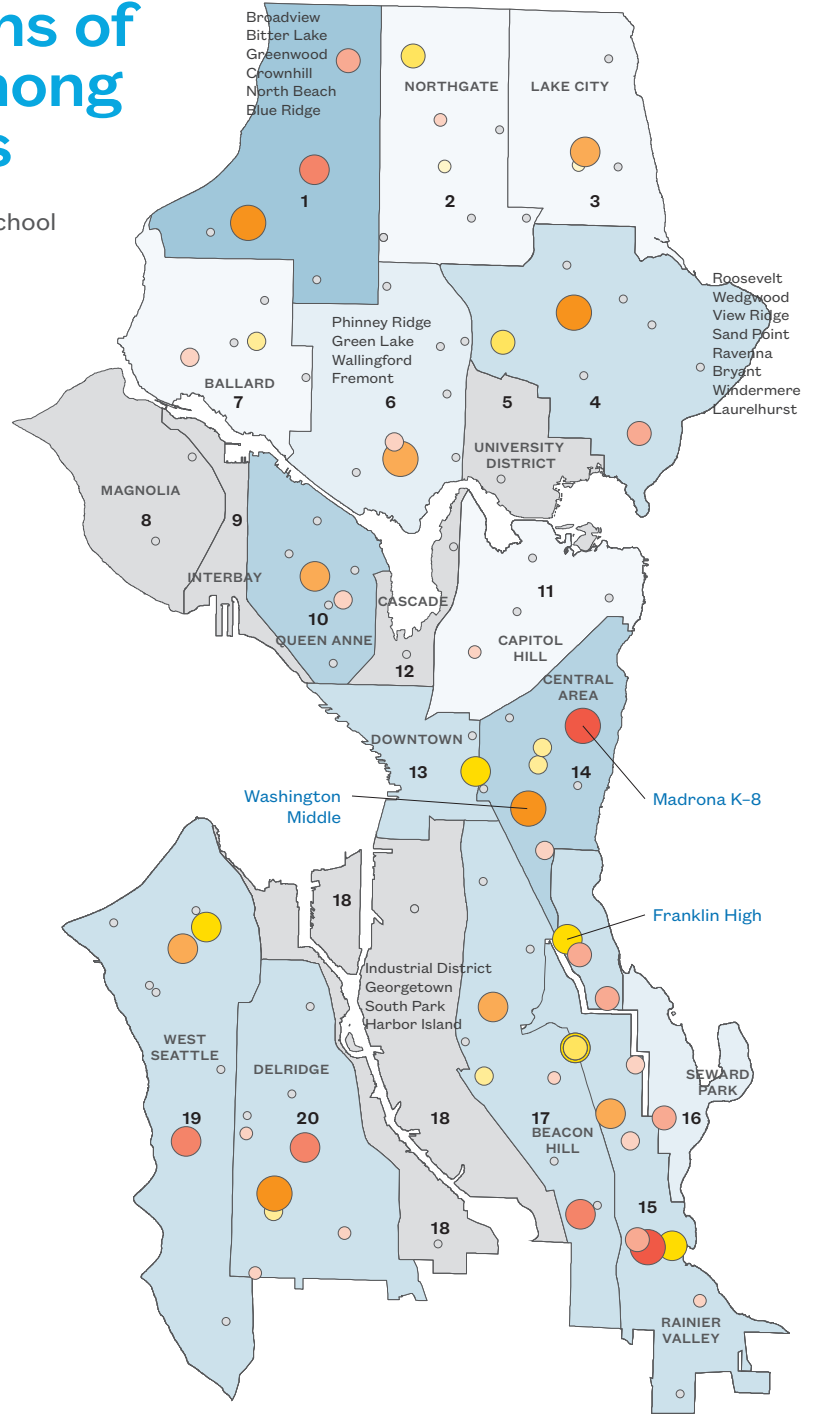 ns of
nong
s
chool
Broadview
Bitter Lake
Greenwood
Crownhill
North Beach
Blue Ridge
NORTHGATE
LAKE CITY
1
2
3
Roosevelt
Wedgwood
View Ridge
Sand Point
Ravenna
Bryant
Windermere
Laurelhurst
Phinney Ridge
Green Lake
Wallingford
Fremont
BALLARD
7
6
5
4
UNIVERSITY
DISTRICT
MAGNOLIA
8
9
INTERBAY
10
QUEEN ANNE
CASCADE
12
11
CAPITOL
HILL
CENTRAL
AREA
DOWNTOWN
13
14
Washington
Middle
Madrona K–8
18
Franklin High
Industrial District
Georgetown
South Park
Harbor Island
WEST
SEATTLE
DELRIDGE
SEWARD
PARK
19
20
18
17
16
BEACON
HILL
15
18
RAINIER
VALLEY